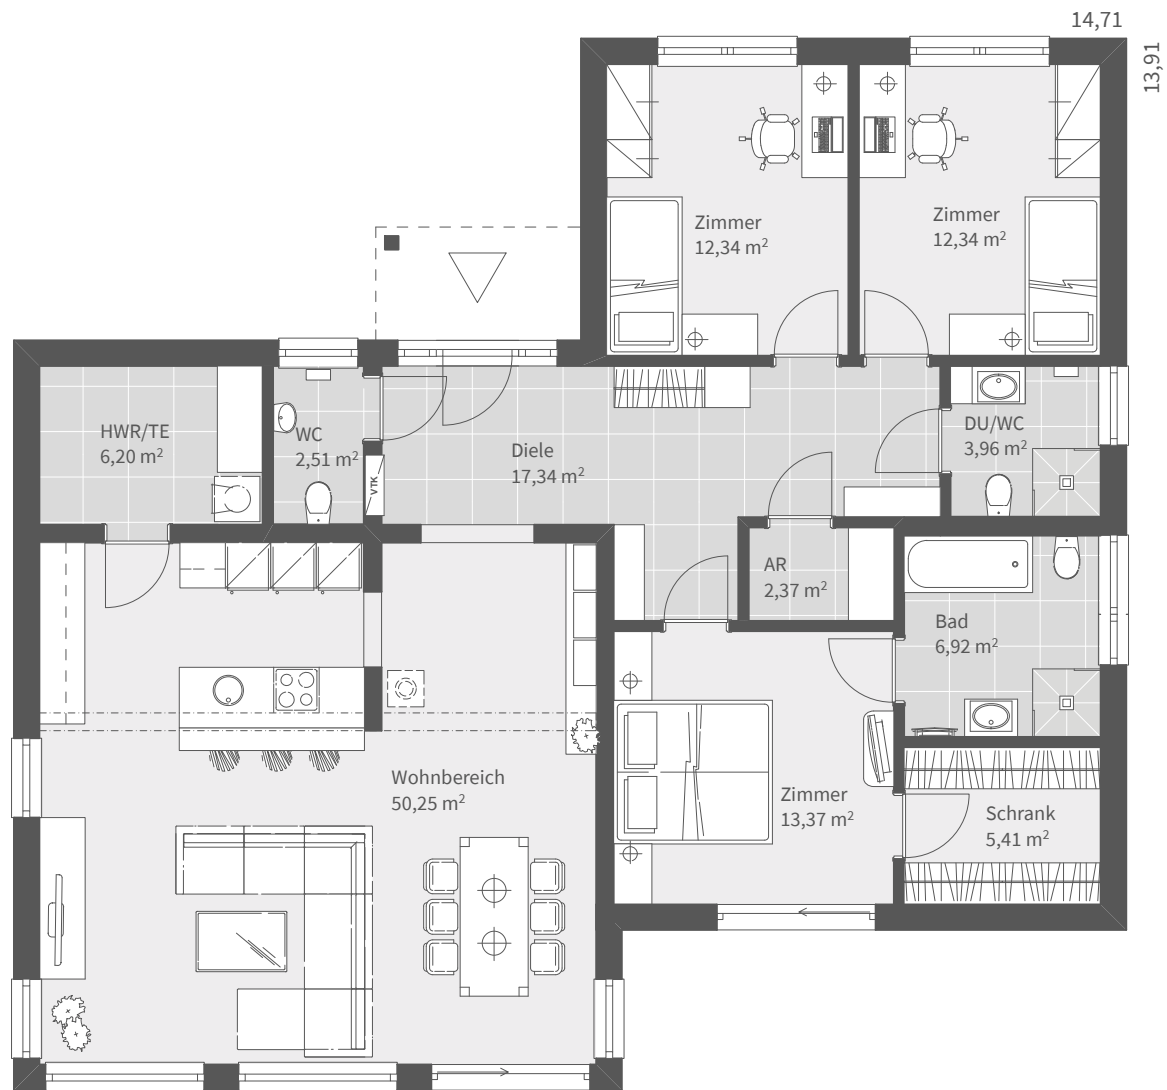 14,71
13,91
Zimmer
12,34 m²
Zimmer
12,34 m²
HWR/TE
6,20 m²
WC
2,51 m²
VTK
Diele
17,34 m²
DU/WC
3,96 m²
AR
2,37 m²
Bad
6,92 m²
Wohnbereich
50,25 m²
Zimmer
13,37 m²
Schrank
5,41 m²